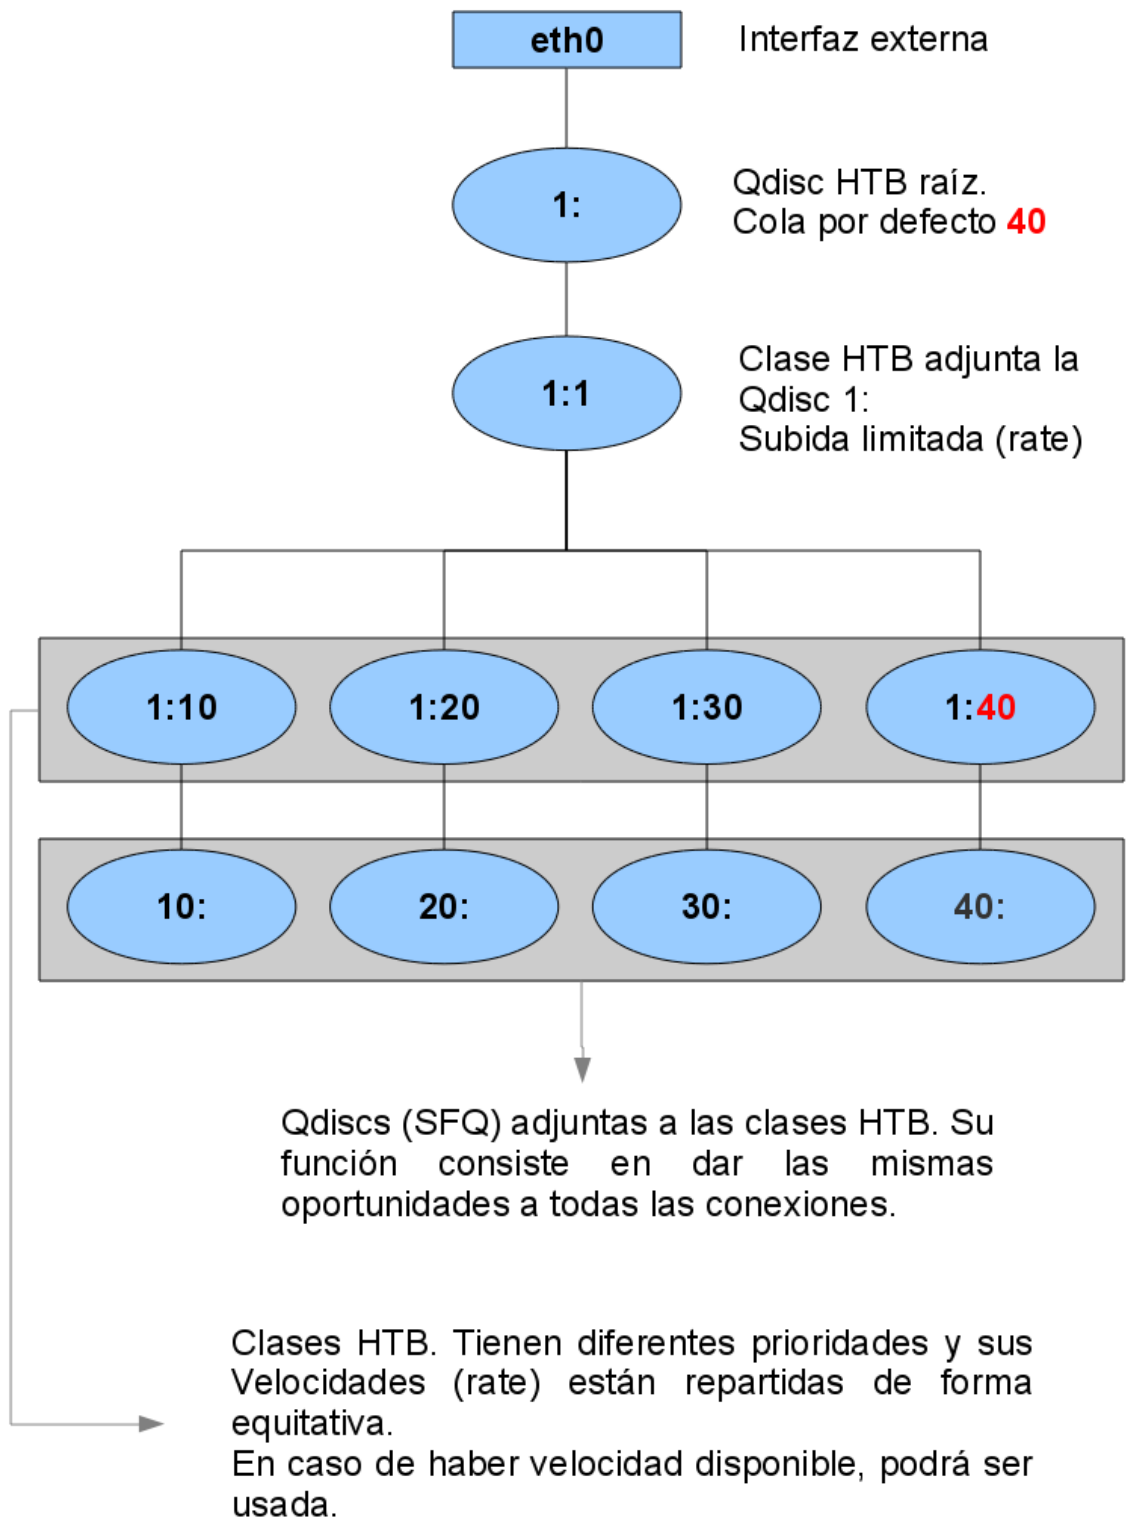 eth0
Interfaz externa
1:
Qdisc HTB raíz.
Cola por defecto 40
1:1
Clase HTB adjunta la
Qdisc 1:
Subida limitada (rate)
1:10
1:20
1:30
1:40
10:
20:
30:
40:
Qdiscs (SFQ) adjuntas a las clases HTB. Su
función consiste en dar las mismas
oportunidades a todas las conexiones.
Clases HTB. Tienen diferentes prioridades y sus
Velocidades (rate) están repartidas de forma
equitativa.
En caso de haber velocidad disponible, podrá ser
usada.